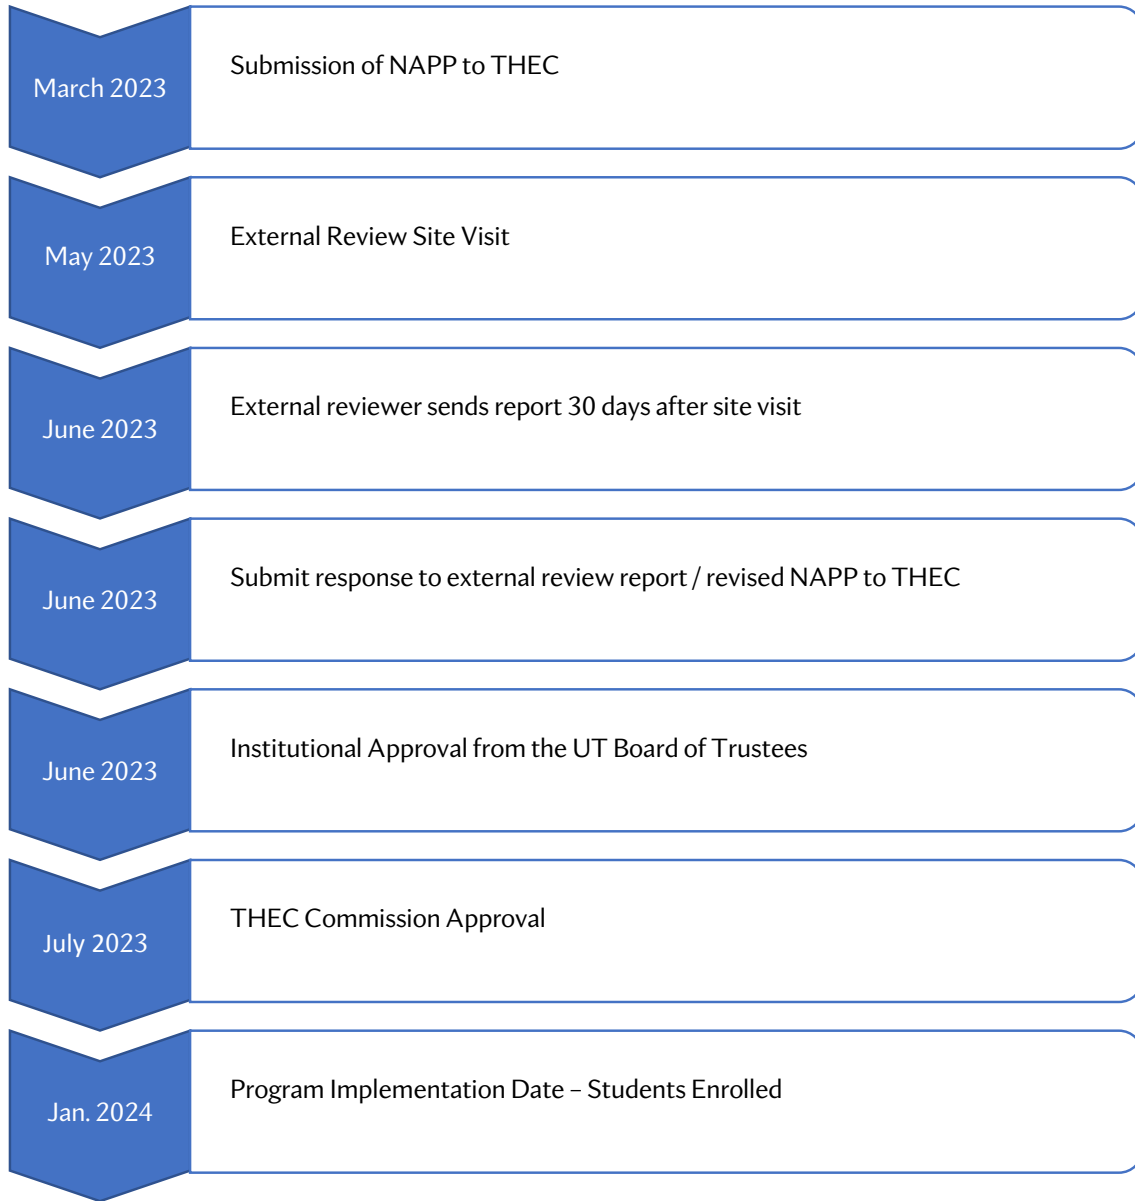 March 2023
Submission of NAPP to THEC
May 2023
External Review Site Visit
June 2023
External reviewer sends report 30 days after site visit
June 2023
Submit response to external review report / revised NAPP to THEC
June 2023
Institutional Approval from the UT Board of Trustees
July 2023
THEC Commission Approval
Jan. 2024
Program Implementation Date – Students Enrolled